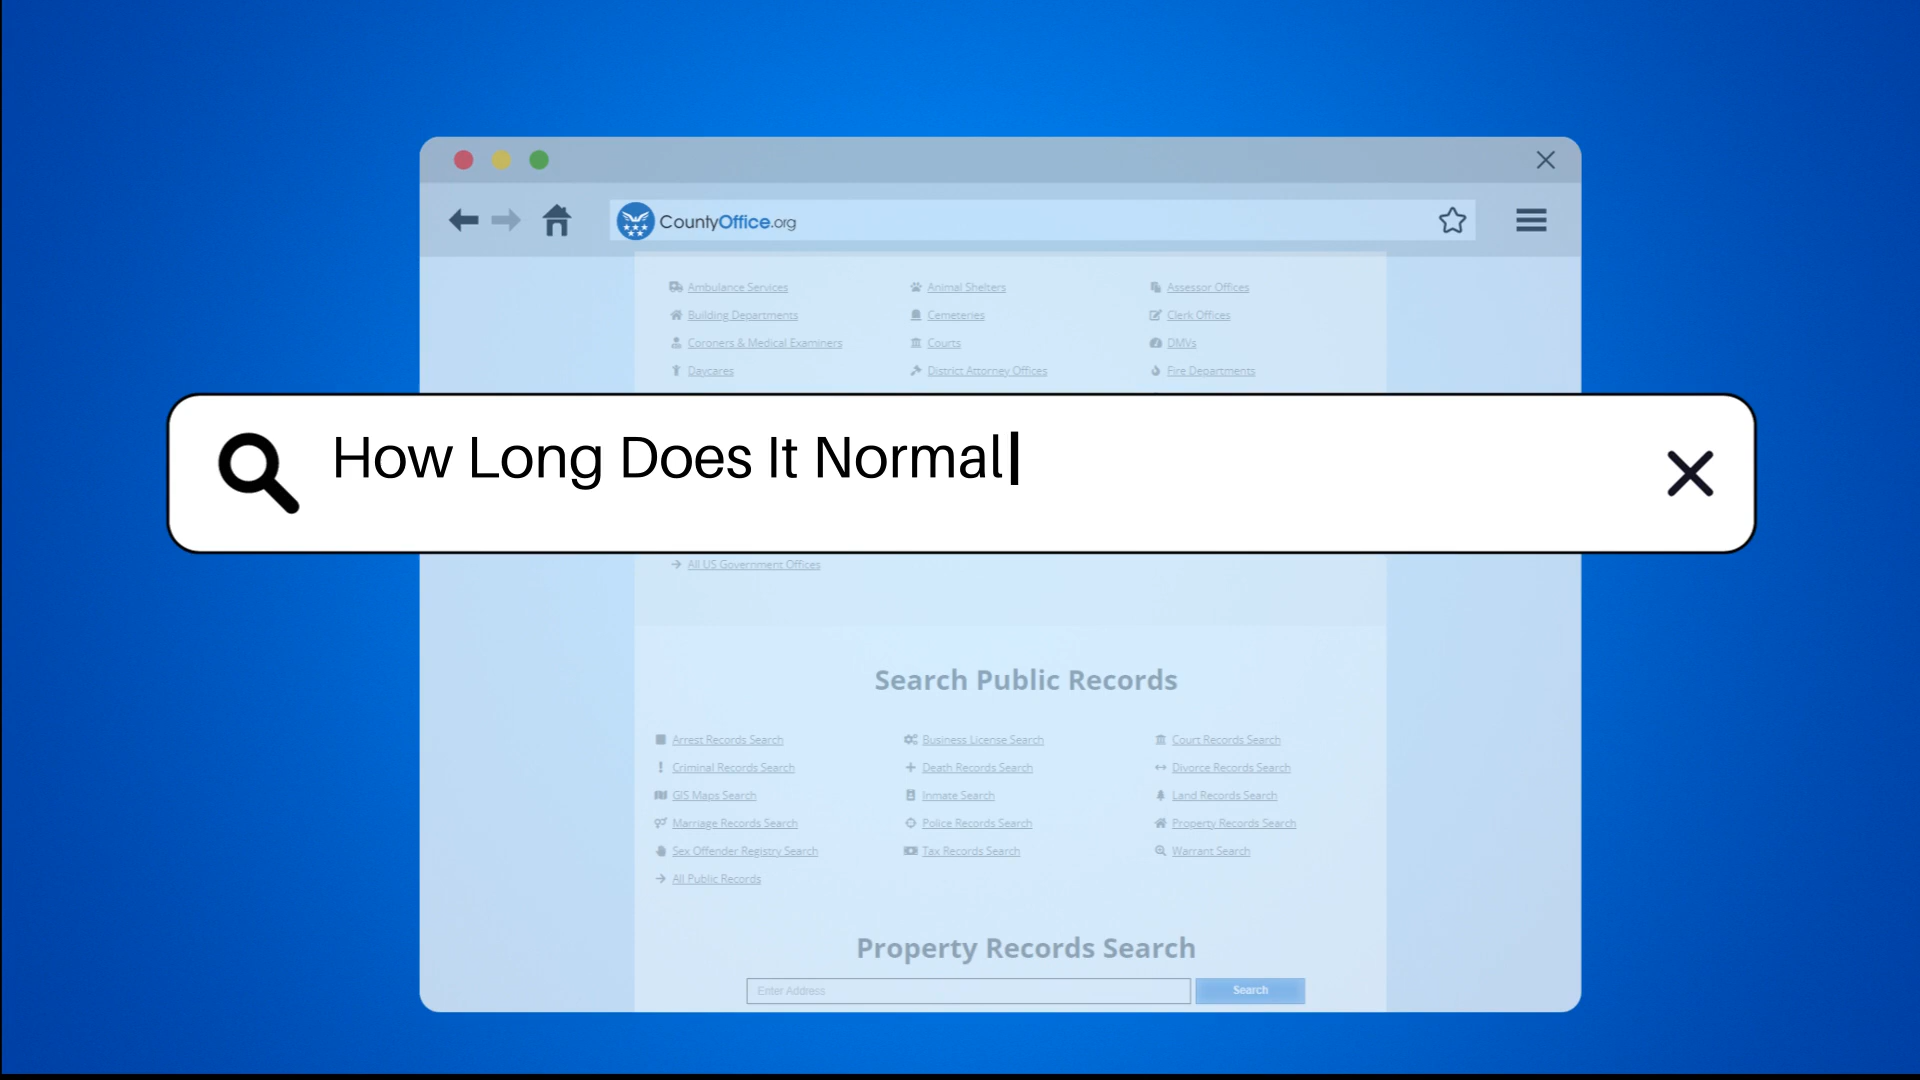 CountyOffice.org
Ambulance Services Animal Shelters Assessor Offices
Building Departments Cemeteries Clerk Offices
Coroners & Medical Examiners Courts DMVs
Daycares District Attorney Offices Fire Departments
How Long Does It Normal
All US Government Offices
Search Public Records
Arrest Records Search Business License Search Court Records Search
Criminal Records Search Death Records Search Divorce Records Search
GIS Maps Search Inmate Search Land Records Search
Marriage Records Search Police Records Search Property Records Search
Sex Offender Registry Search Tax Records Search Warrant Search
All Public Records
Property Records Search
Enter Address Search